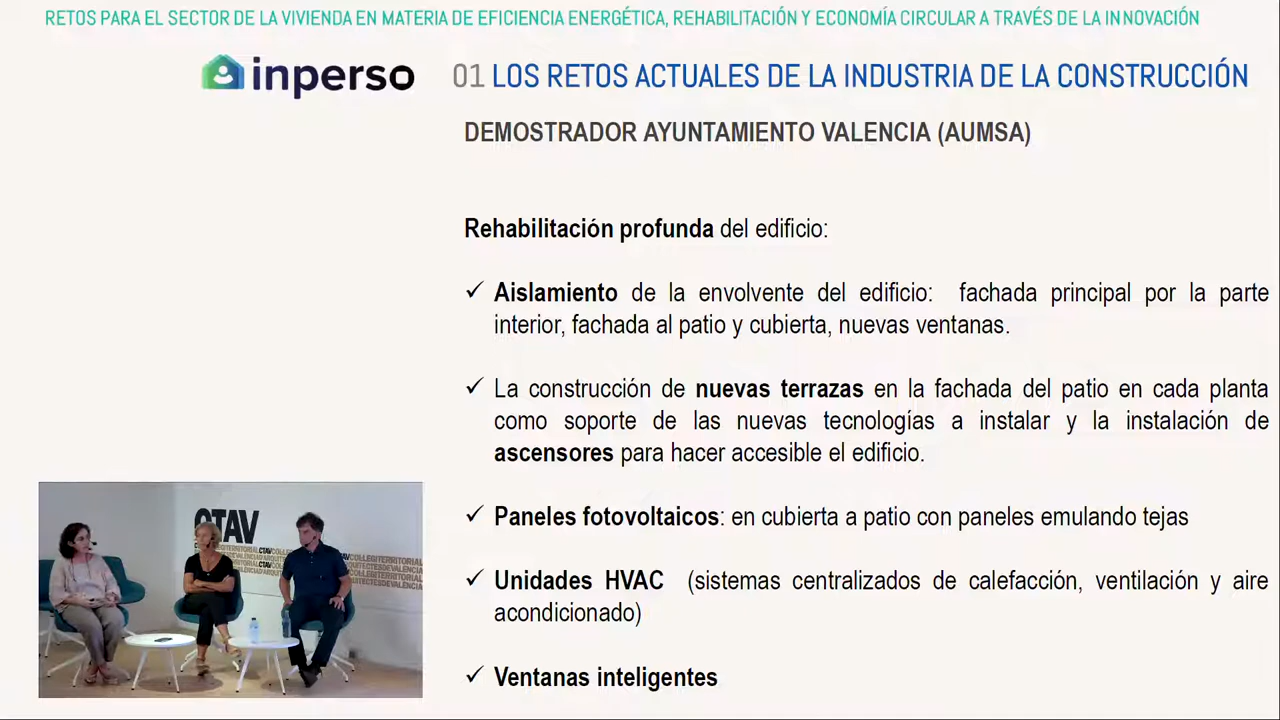 RETOS PARA EL SECTOR DE LA VIVIENDA EN MATERIA DE EFICIENCIA ENERGÉTICA, REHABILITACIÓN Y ECONOMÍA CIRCULAR A TRAVÉS DE LA INNOVACIÓN
inperso
01 LOS RETOS ACTUALES DE LA INDUSTRIA DE LA CONSTRUCCIÓN
DEMOSTRADOR AYUNTAMIENTO VALENCIA (AUMSA)
Rehabilitación profunda del edificio:
✓ Aislamiento de la envolvente del edificio: fachada principal por la parte
interior, fachada al patio y cubierta, nuevas ventanas.
✓ La construcción de nuevas terrazas en la fachada del patio en cada planta
como soporte de las nuevas tecnologías a instalar y la instalación de
ascensores para hacer accesible el edificio.
✓ Paneles fotovoltaicos: en cubierta a patio con paneles emulando tejas
✓ Unidades HVAC (sistemas centralizados de calefacción, ventilación y aire
acondicionado)
✓ Ventanas inteligentes
CTAV